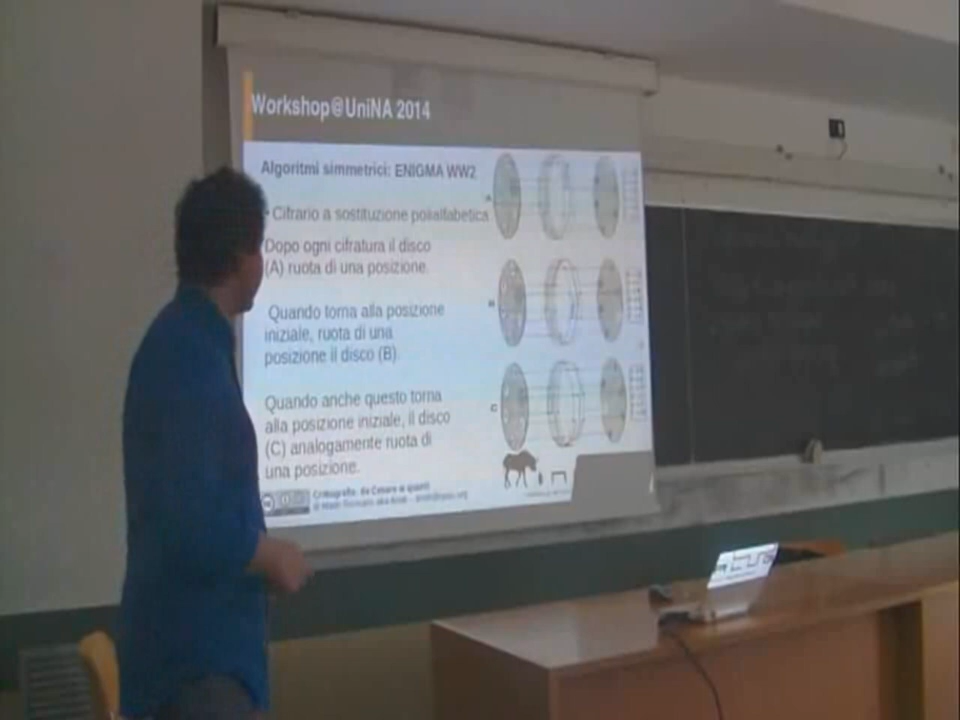 Workshop@UniNA 2014
Algoritmi simmetrici: ENIGMA WW2
• Cifrario a sostituzione polialfabetica
Dopo ogni cifratura il disco
(A) ruota di una posizione.
Quando torna alla posizione
iniziale, ruota di una
posizione il disco (B)
Quando anche questo torna
alla posizione iniziale, il disco
(C) analogamente ruota di
una posizione.
A
B
C
Crittografia: da Cesare ai quanti